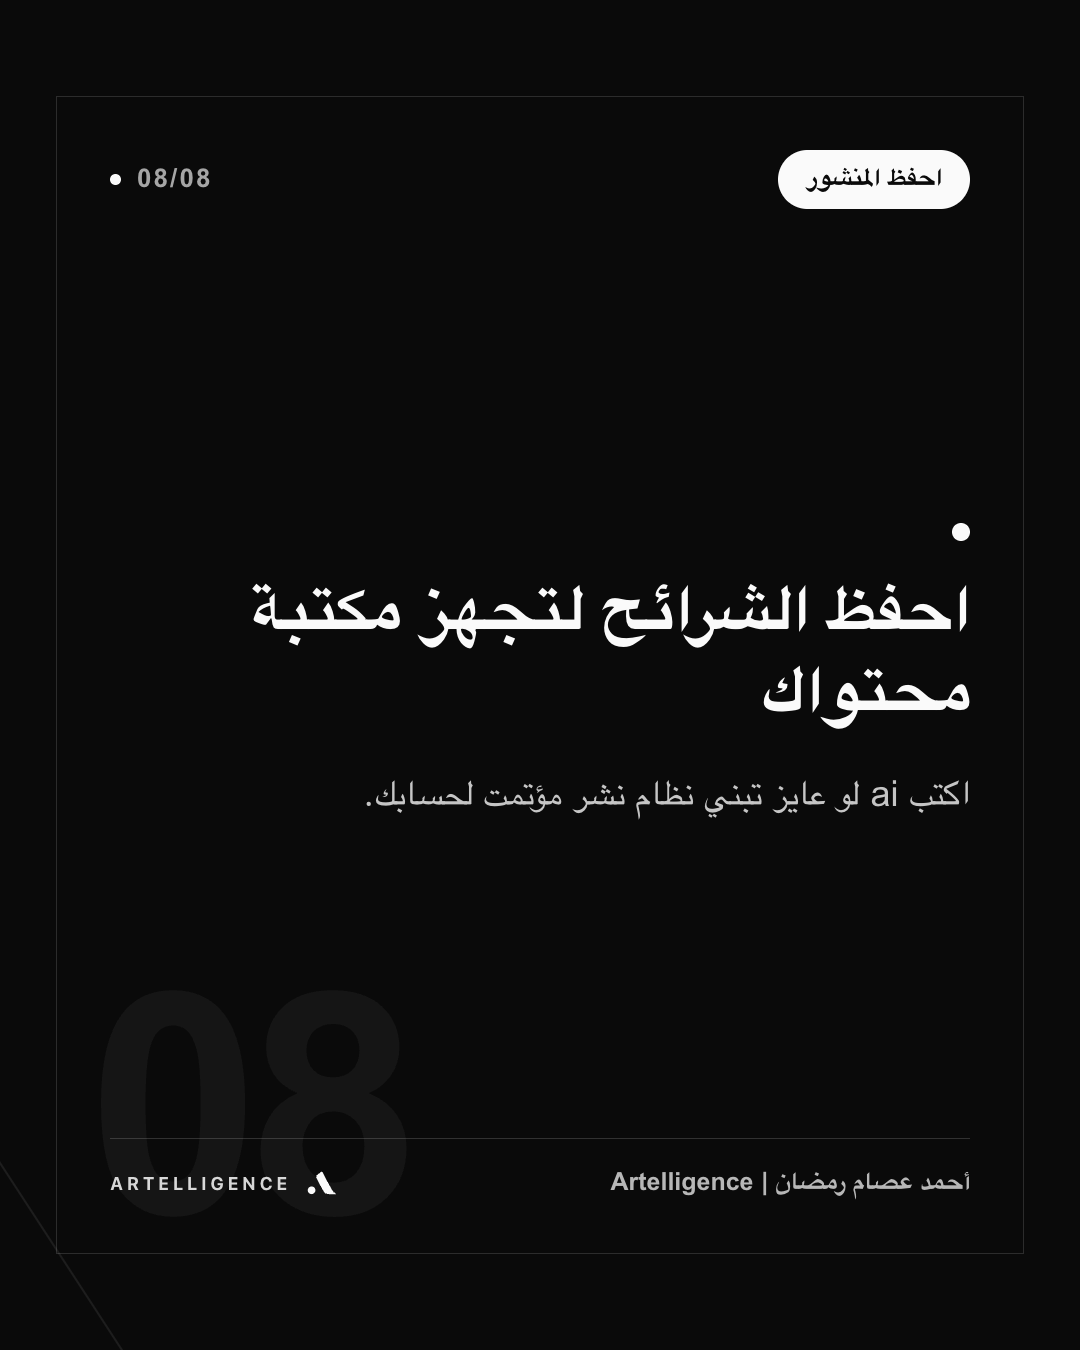 احفظ المنشور
08/08
احفظ الشرائح لتجهز مكتبة
محتواك
اكتب ai لو عايز تبني نظام نشر مؤتمت لحسابك.
08
أحمد عصام رمضان | Artelligence
ARTELLIGENCE